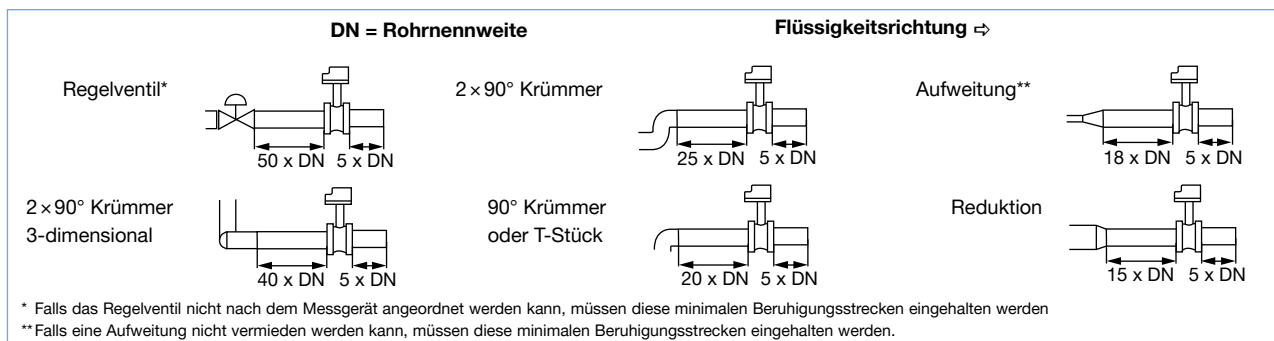 DN = Rohrnennweite
Flüssigkeitsrichtung ⇨
Regelventil*
50 x DN 5 x DN
2 × 90° Krümmer
25 x DN 5 x DN
Aufweitung**
18 x DN 5 x DN
2 × 90° Krümmer
3-dimensional
40 x DN 5 x DN
90° Krümmer
oder T-Stück
20 x DN 5 x DN
Reduktion
15 x DN 5 x DN
* Falls das Regelventil nicht nach dem Messgerät angeordnet werden kann, müssen diese minimalen Beruhigungsstrecken eingehalten werden
** Falls eine Aufweitung nicht vermieden werden kann, müssen diese minimalen Beruhigungsstrecken eingehalten werden.